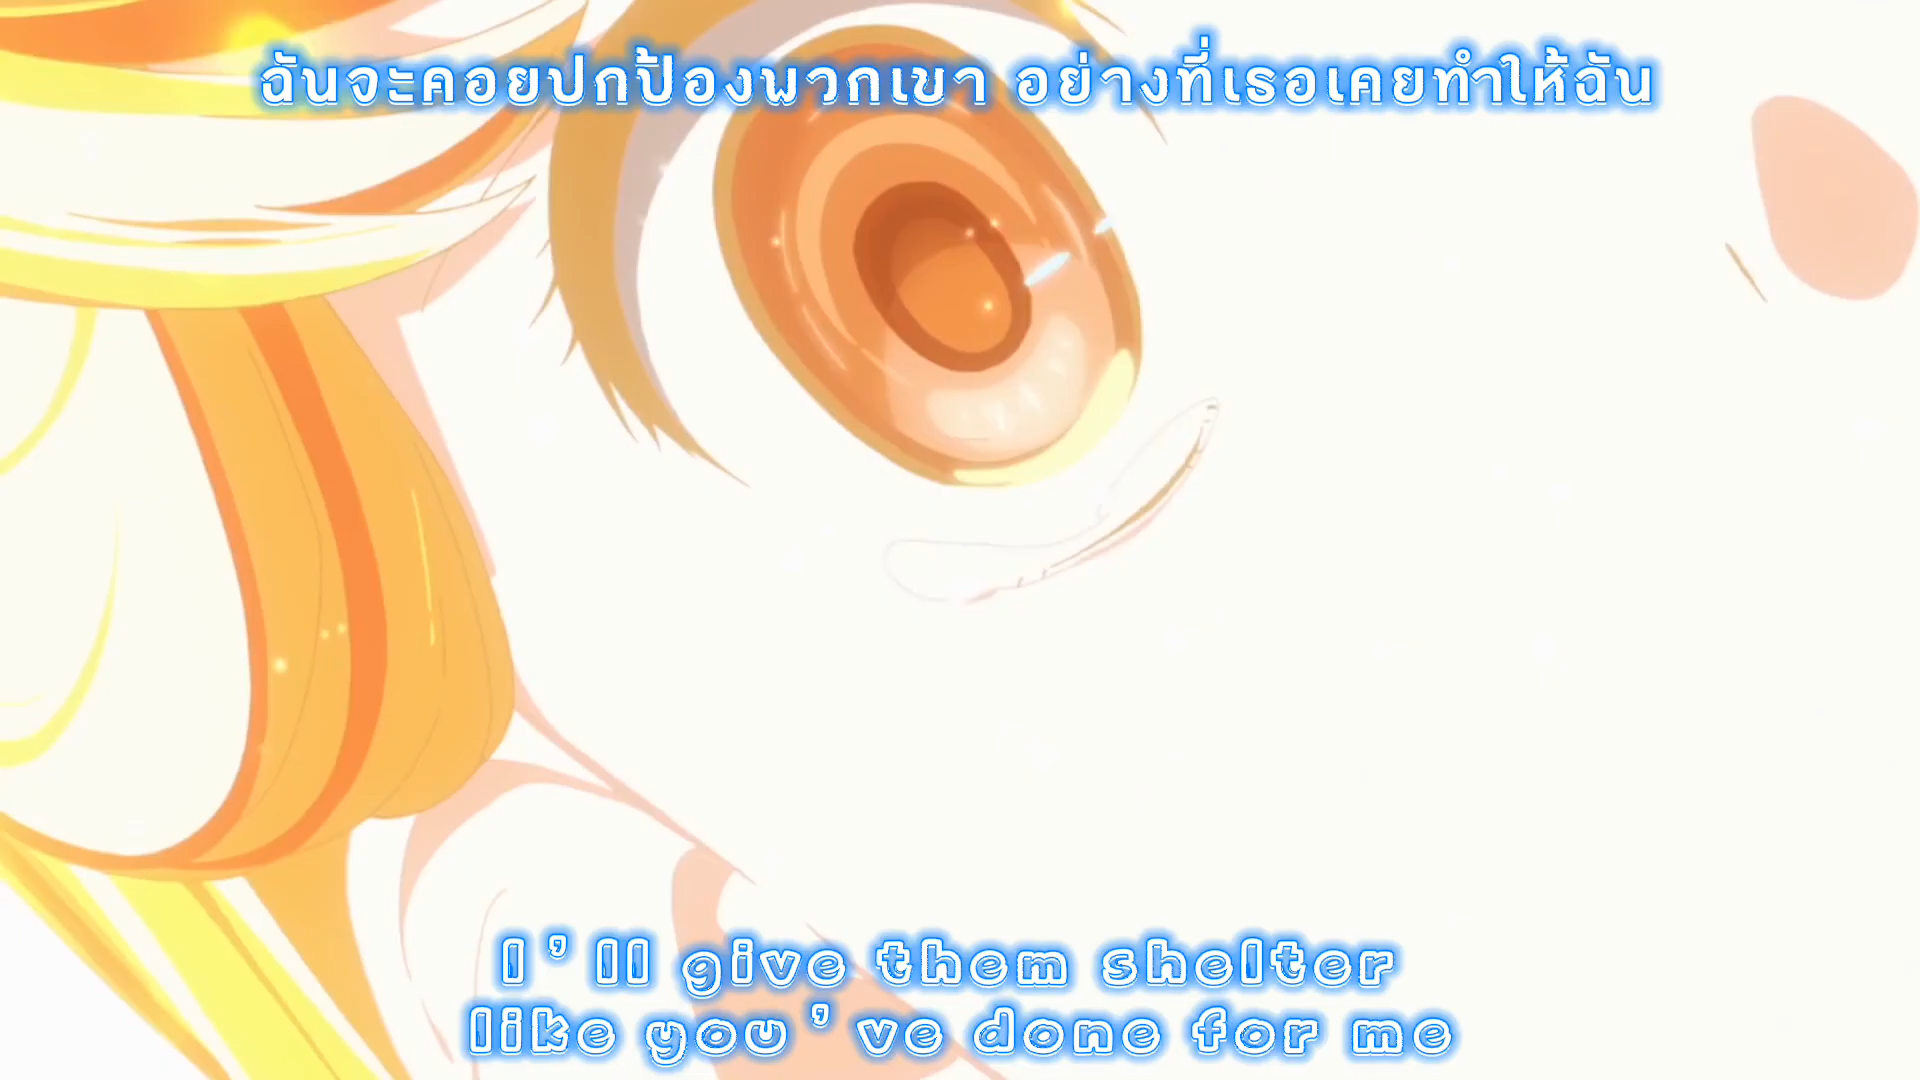 ฉันจะคอยปกป้องพวกเขา อย่างที่เธอเคยทำให้ฉัน
I'll give them shelter
like you've done for me